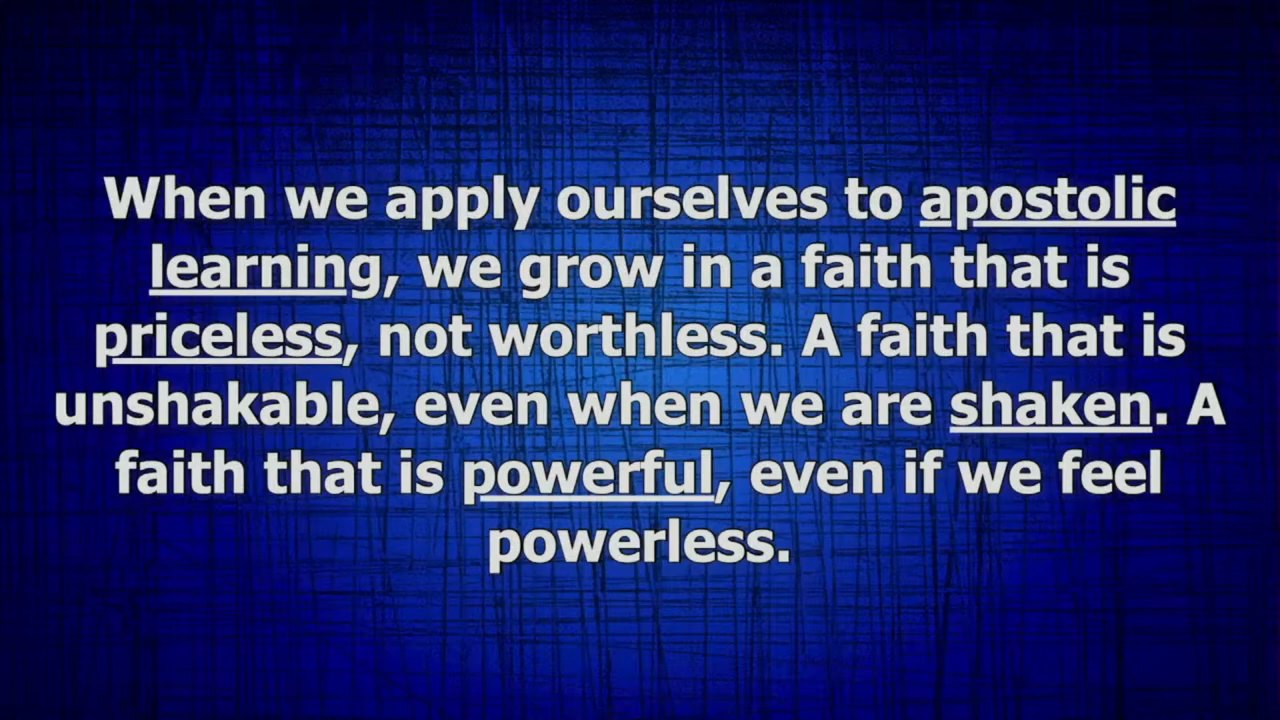 When we apply ourselves to apostolic
learning, we grow in a faith that is
priceless, not worthless. A faith that is
unshakable, even when we are shaken. A
faith that is powerful, even if we feel
powerless.